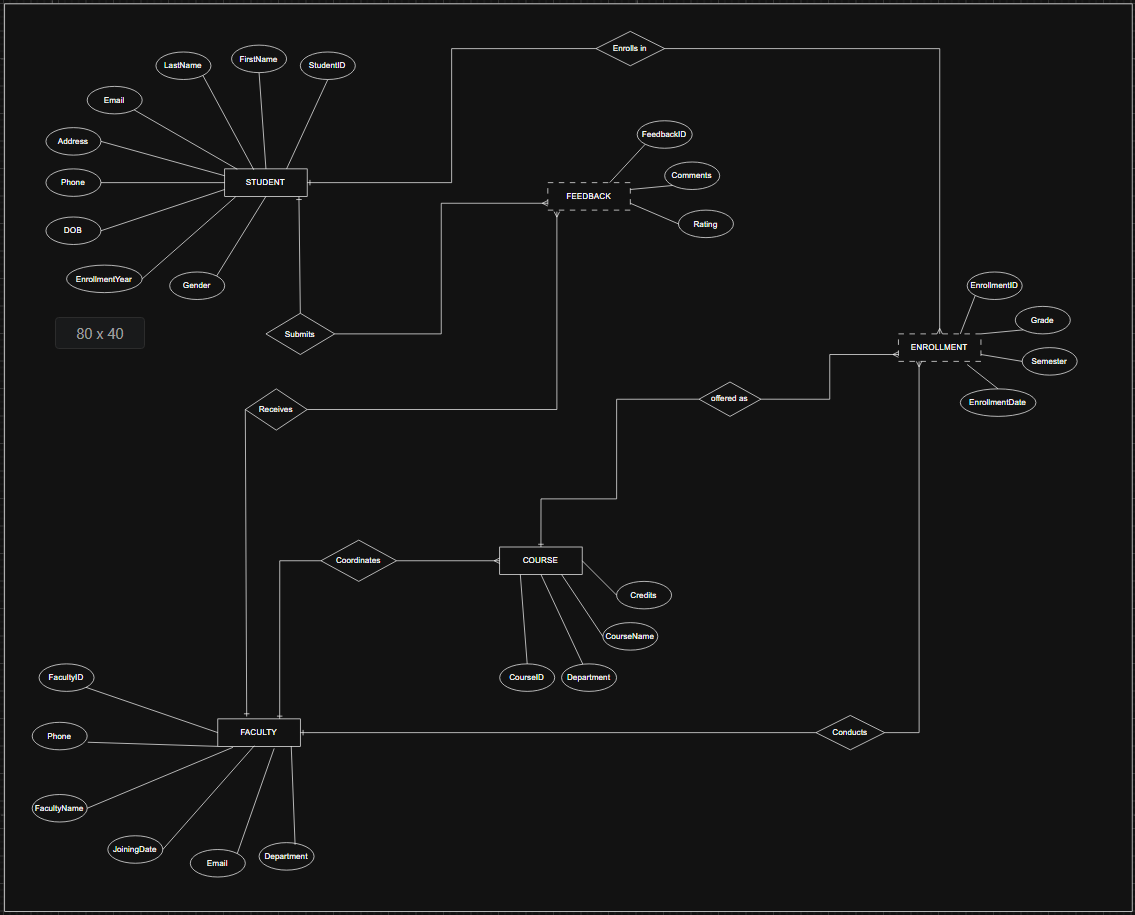 Enrolls in
FirstName
LastName
StudentID
Email
FeedbackID
Address
Comments
Phone
STUDENT
FEEDBACK
Rating
DOB
EnrollmentYear
Gender
EnrollmentID
Grade
80 x 40
Submits
ENROLLMENT
Semester
offered as
EnrollmentDate
Receives
Coordinates
COURSE
Credits
CourseName
CourseID
Department
FacultyID
Phone
FACULTY
Conducts
FacultyName
JoiningDate
Email
Department